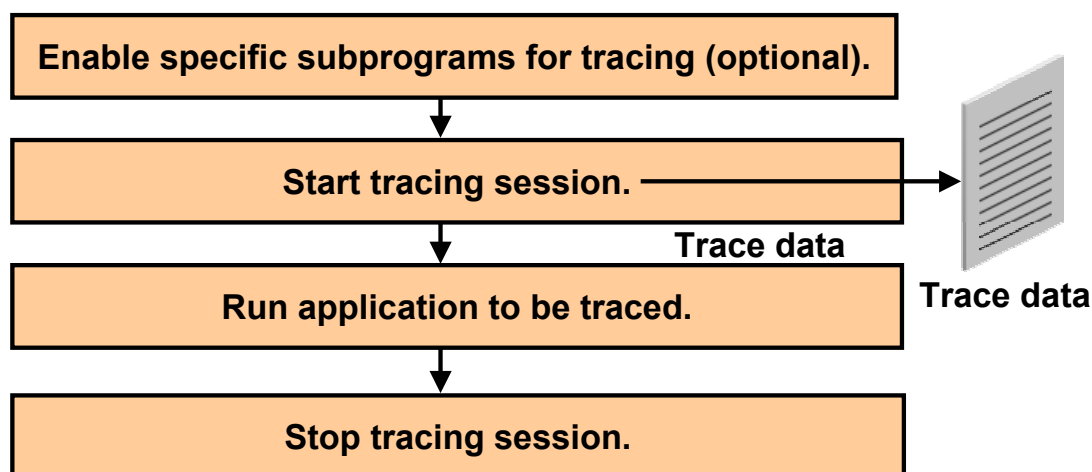 Enable specific subprograms for tracing (optional).
Start tracing session.
Trace data
Run application to be traced.
Trace data
Stop tracing session.